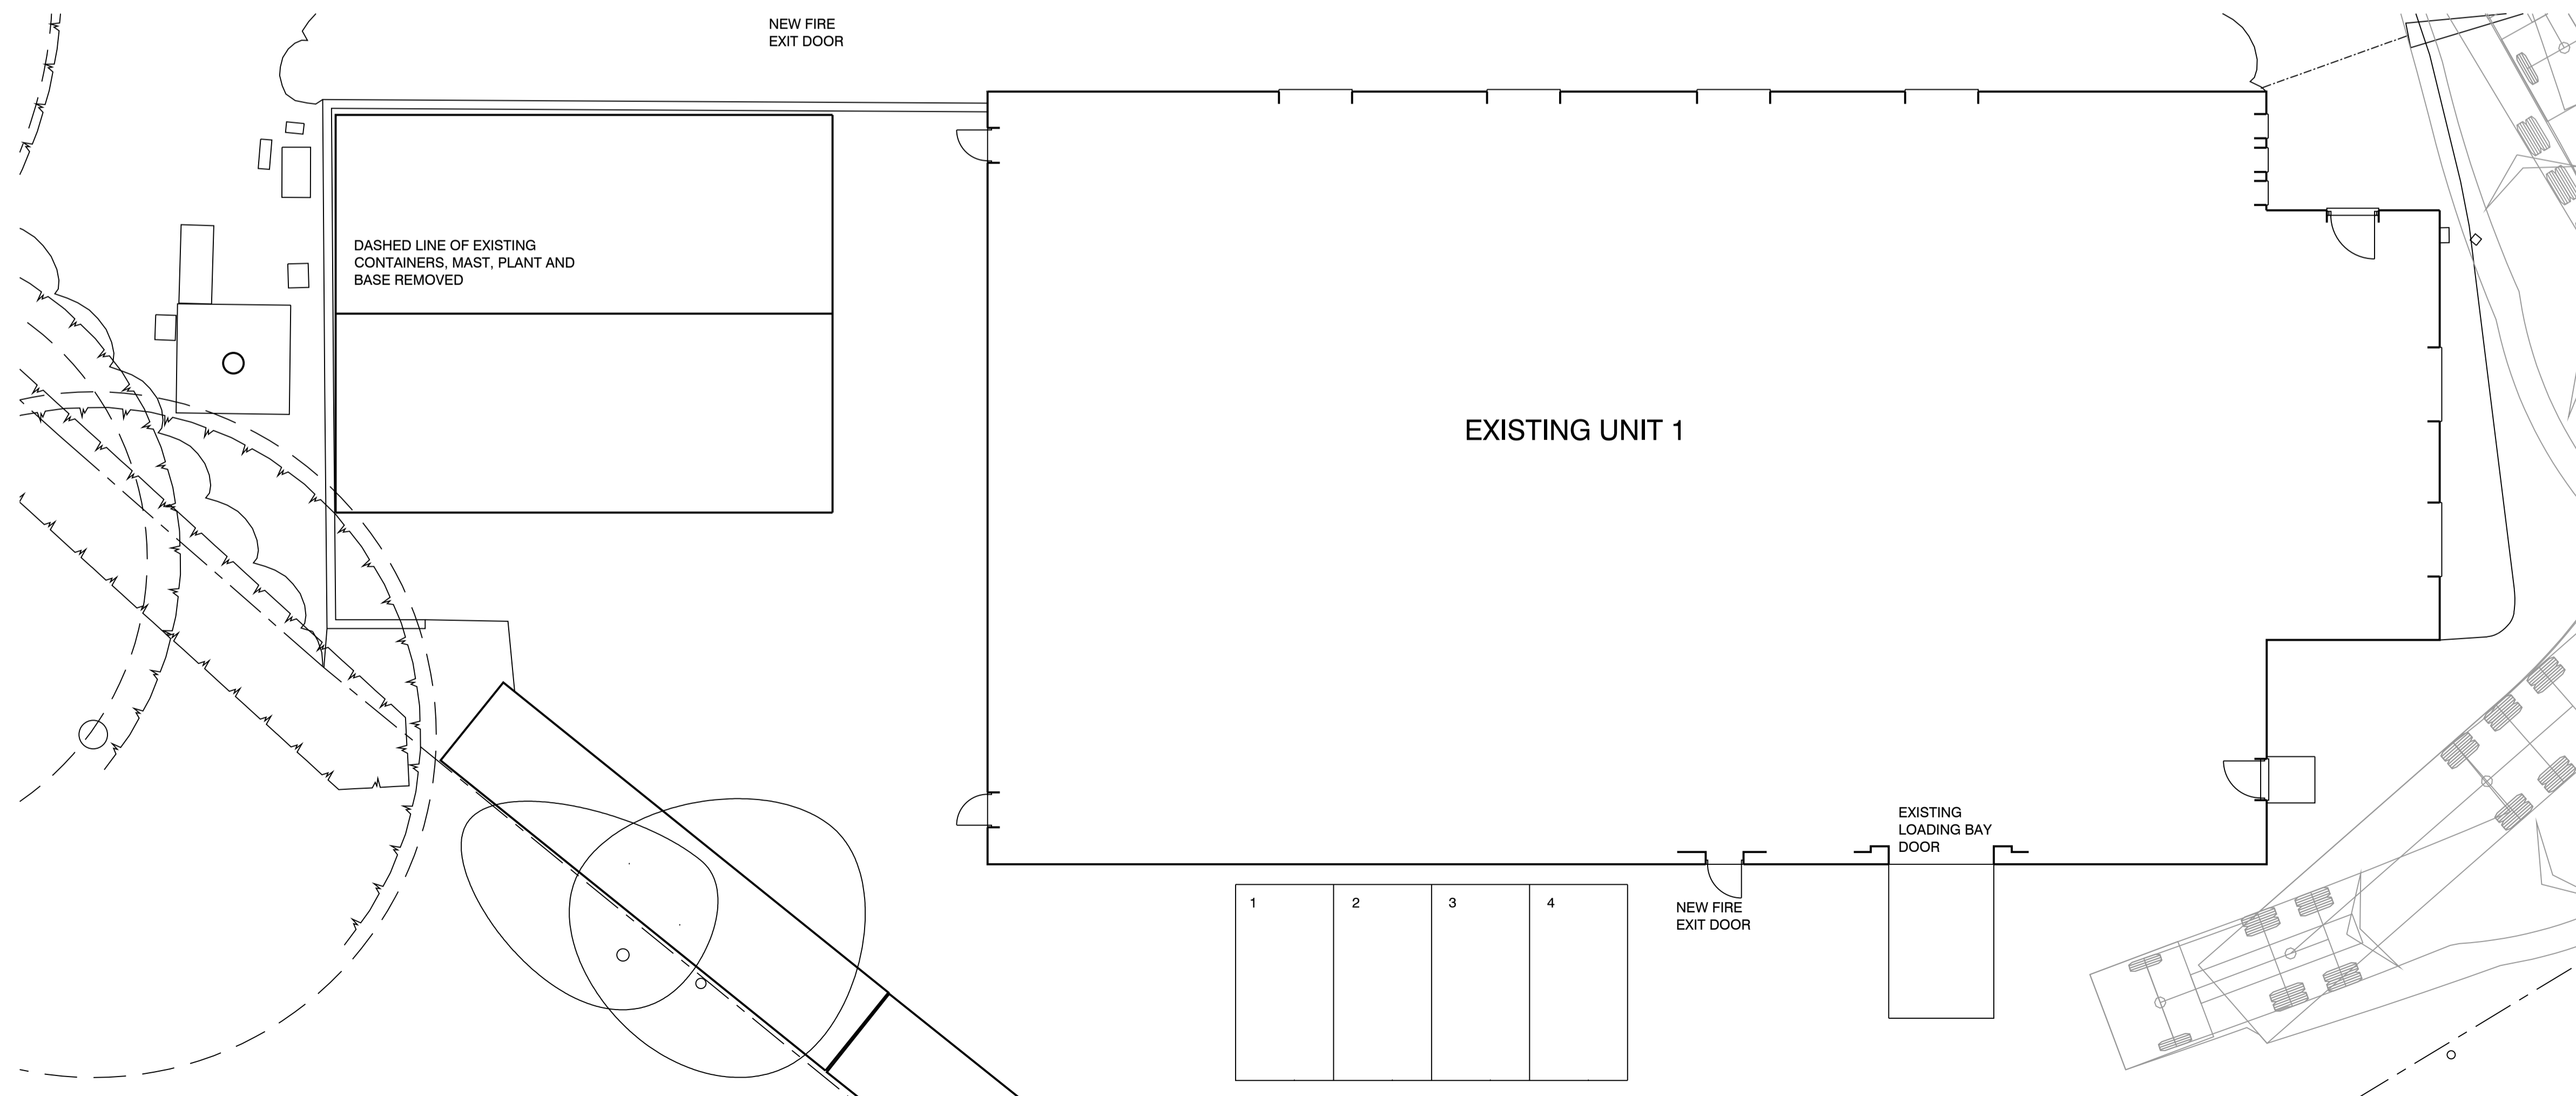 NEW FIRE
EXIT DOOR
DASHED LINE OF EXISTING
CONTAINERS, MAST, PLANT AND
BASE REMOVED
EXISTING UNIT 1
EXISTING
LOADING BAY
DOOR
1
2
3
4
NEW FIRE
EXIT DOOR